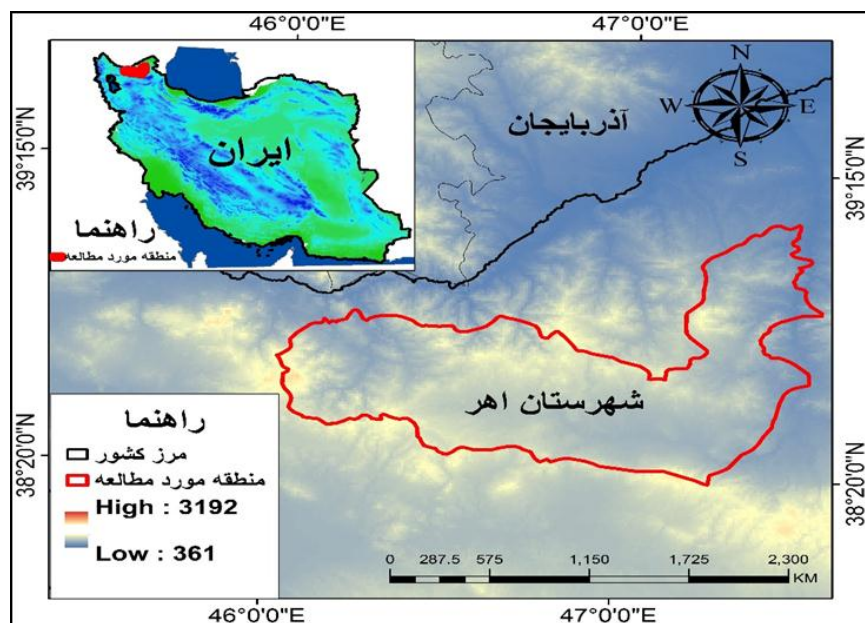 46°0'0"E
47°0'0"E
39°15'0"N
39°15'0"N
ایران
راهنما
منطقه مورد مطالعه
آذربایجان
N
W
E
S
شهرستان اهر
راهنما
مرز کشور
منطقه مورد مطالعه
High : 3192
Low : 361
38°20'0"N
38°20'0"N
0 287.5 575 1,150 1,725 2,300
KM
46°0'0"E
47°0'0"E